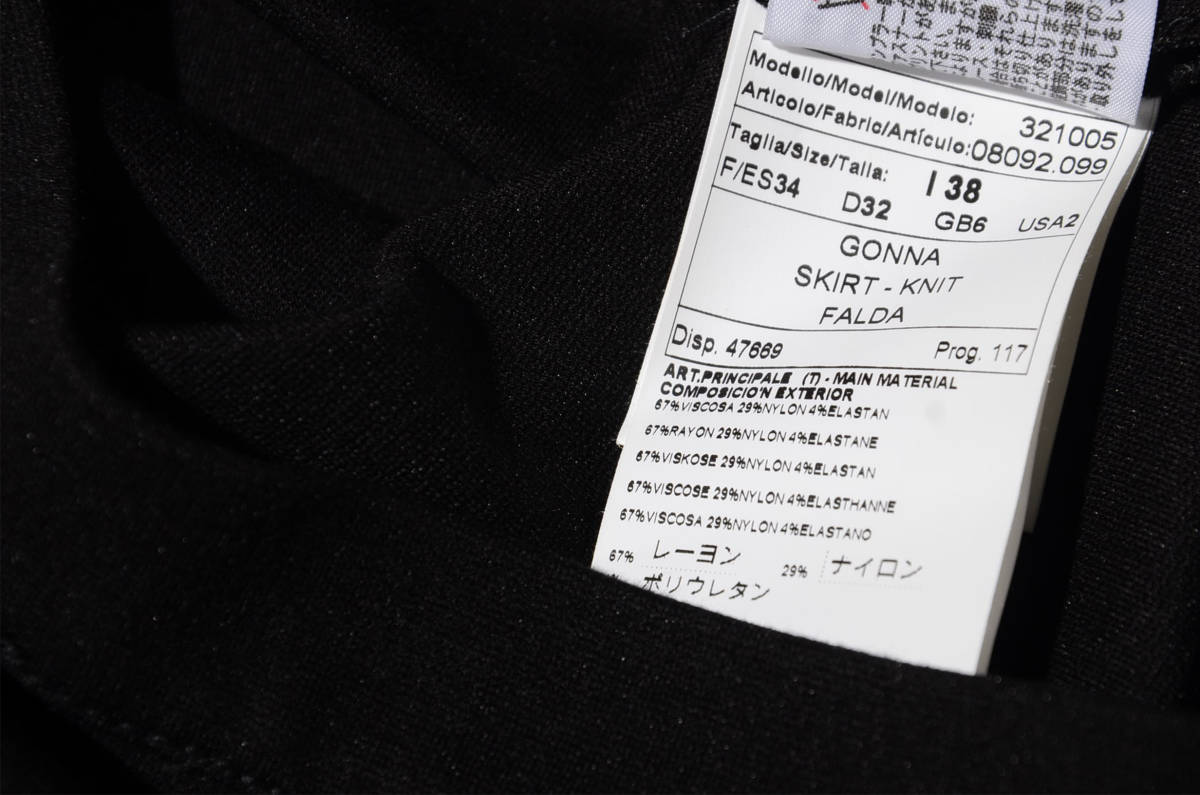 Modello/Model/Modelo: 321005
Articolo/Fabric/Artículo:08092.099
Taglia/Size/Talla: I 38
F/ES34 D32 GB6 USA2
GONNA
SKIRT - KNIT
FALDA
Disp. 47669 Prog. 117
ART.PRINCIPALE (T) - MAIN MATERIAL
COMPOSICIO'N EXTERIOR
67%VISCOSA 29%NYLON 4%ELASTAN
67%RAYON 29%NYLON 4%ELASTANE
67%VISKOSE 29%NYLON 4%ELASTAN
67%VISCOSE 29%NYLON 4%ELASTHANNE
67%VISCOSA 29%NYLON 4%ELASTANO
67% レーヨン 29% ナイロン
ポリウレタン